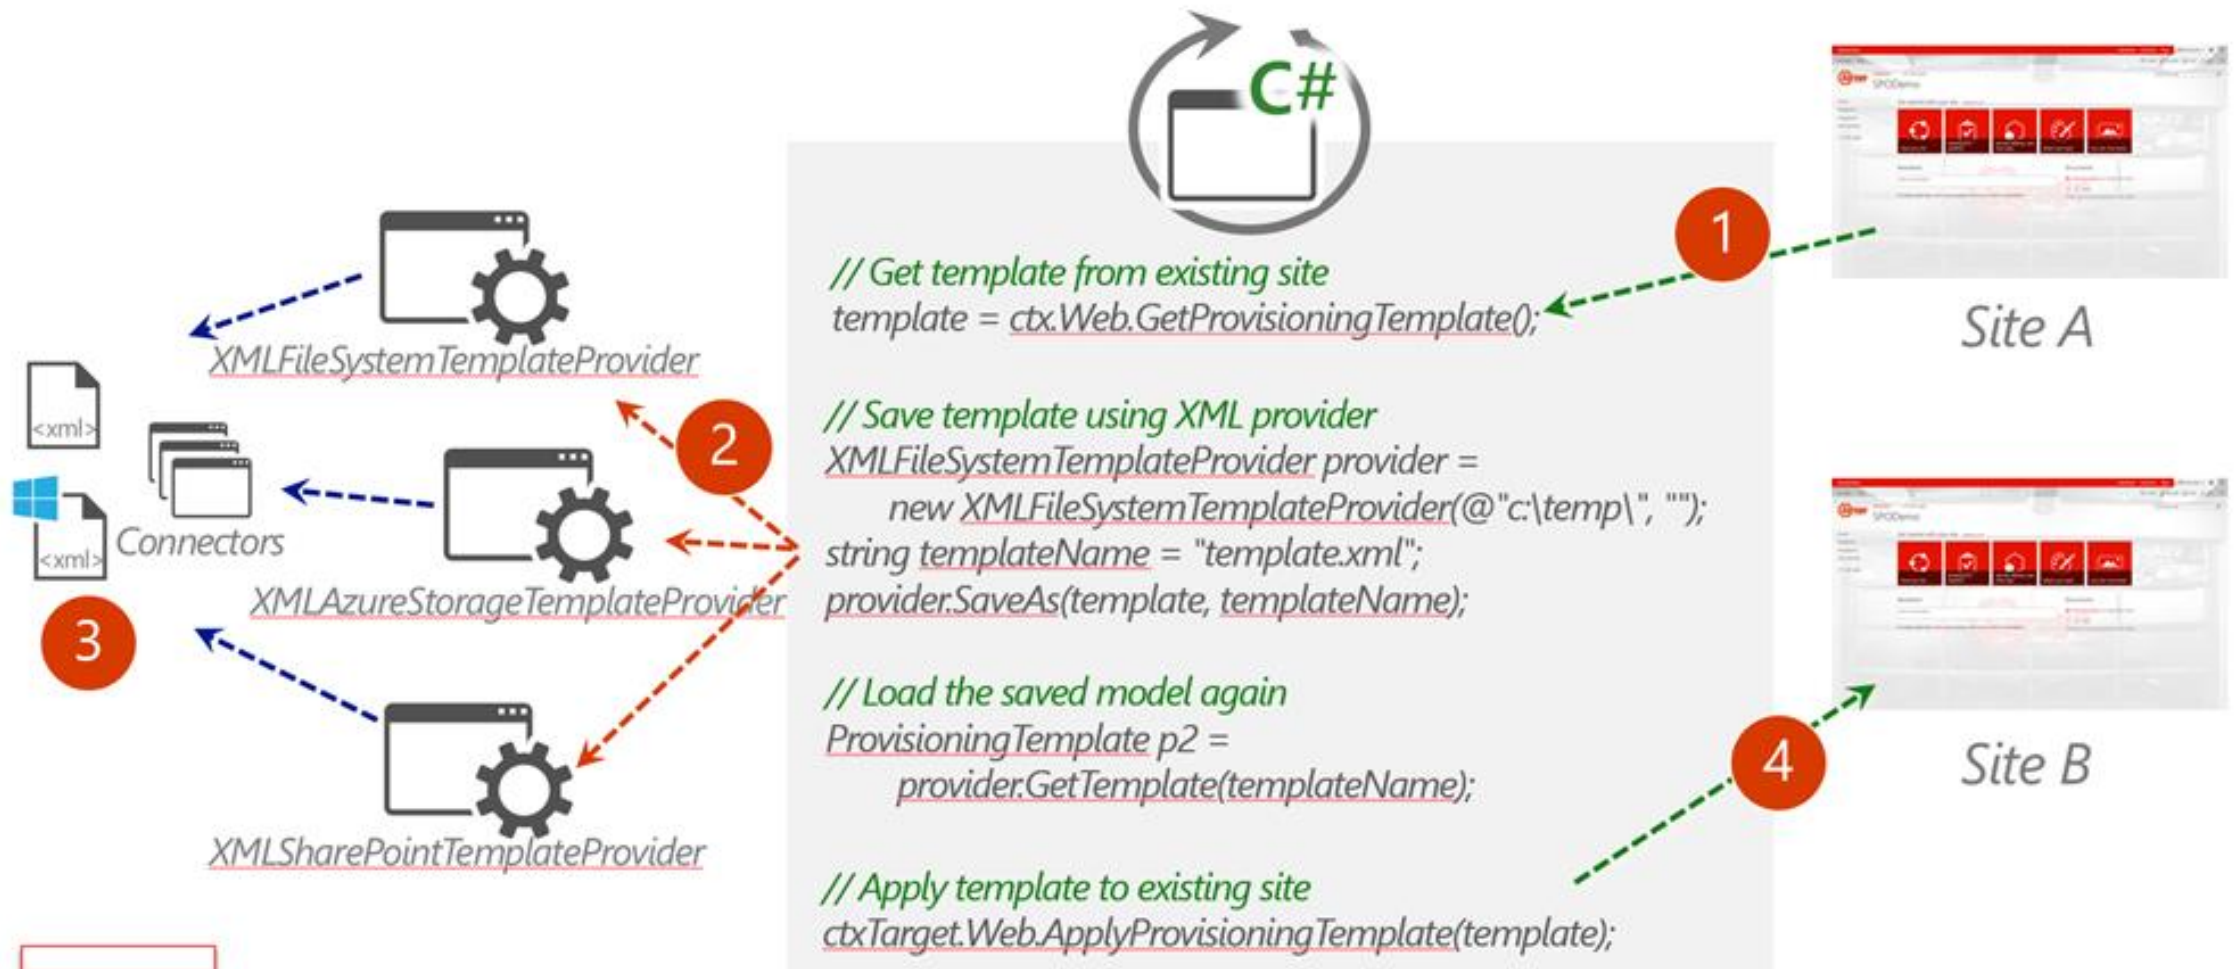 C#
// Get template from existing site
template = ctx.Web.GetProvisioningTemplate();
// Save template using XML provider
XMLFileSystemTemplateProvider provider =
new XMLFileSystemTemplateProvider(@"c:\temp\", "");
string templateName = "template.xml";
provider.SaveAs(template, templateName);
// Load the saved model again
ProvisioningTemplate p2 =
provider.GetTemplate(templateName);
// Apply template to existing site
ctxTarget.Web.ApplyProvisioningTemplate(template);
XMLFileSystemTemplateProvider
<xml>
2
Connectors
<xml>
XMLAzureStorageTemplateProvider
3
XMLSharePointTemplateProvider
1
SPODemo
Site A
SPODemo
4
Site B